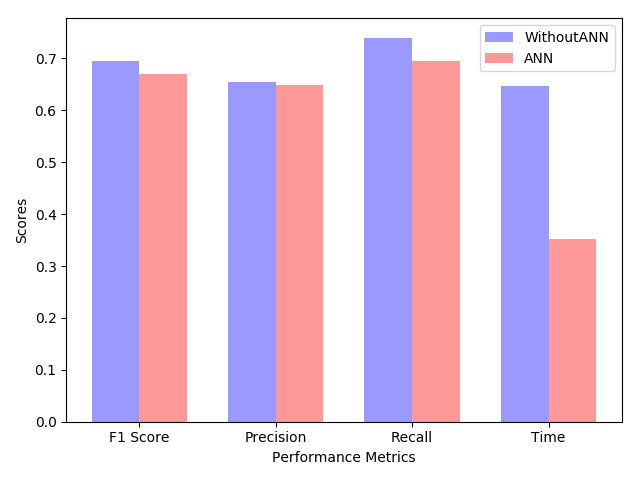 WithoutANN
ANN
Scores
0.7
0.6
0.5
0.4
0.3
0.2
0.1
0.0
F1 Score Precision Recall Time
Performance Metrics